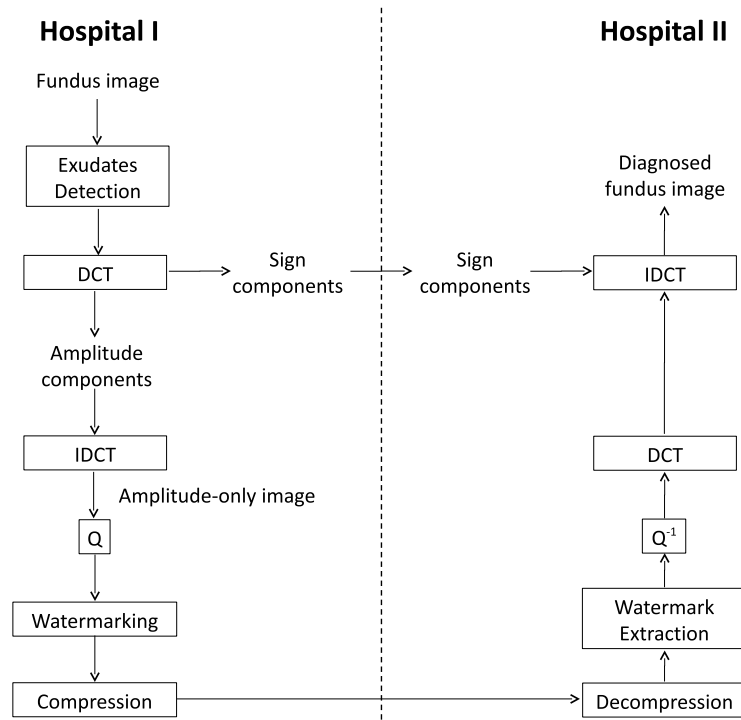 Hospital I
Fundus image
Exudates
Detection
DCT
Sign
components
Amplitude
components
IDCT
Amplitude-only image
Q
Watermarking
Compression
Hospital II
Diagnosed
fundus image
Sign
components
IDCT
DCT
Q⁻¹
Watermark
Extraction
Decompression